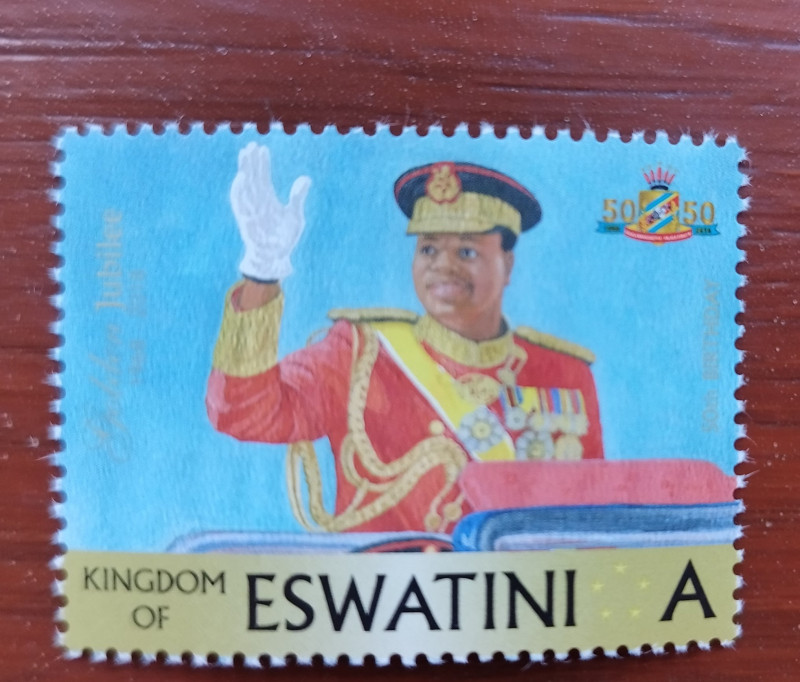 Golden Jubilee
50 50
50th BIRTHDAY
KINGDOM
OF
ESWATINI
A